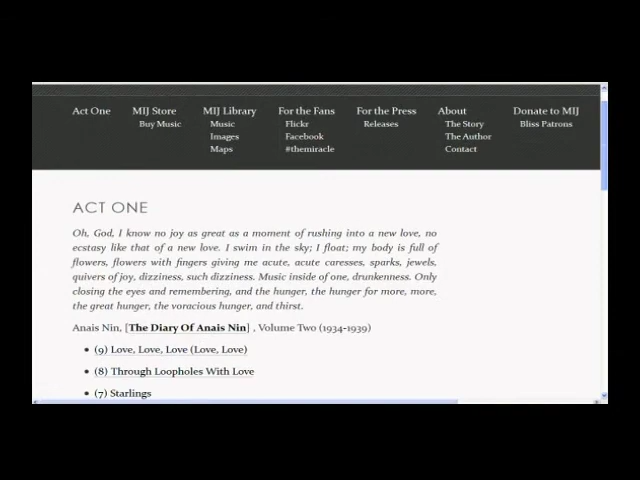 Act One MIJ Store MIJ Library For the Fans For the Press About Donate to MIJ
Buy Music Music Flickr Releases The Story Bliss Patrons
Images Facebook The Author
Maps #themiracle Contact
ACT ONE
Oh, God, I know no joy as great as a moment of rushing into a new love, no
ecstasy like that of a new love. I swim in the sky; I float; my body is full of
flowers, flowers with fingers giving me acute, acute caresses, sparks, jewels,
quivers of joy, dizziness, such dizziness. Music inside of one, drunkenness. Only
closing the eyes and remembering, and the hunger, the hunger for more, more,
the great hunger, the voracious hunger, and thirst.
Anais Nin, [The Diary Of Anais Nin] , Volume Two (1934-1939)
• (9) Love, Love, Love (Love, Love)
• (8) Through Loopholes With Love
• (7) Starlings